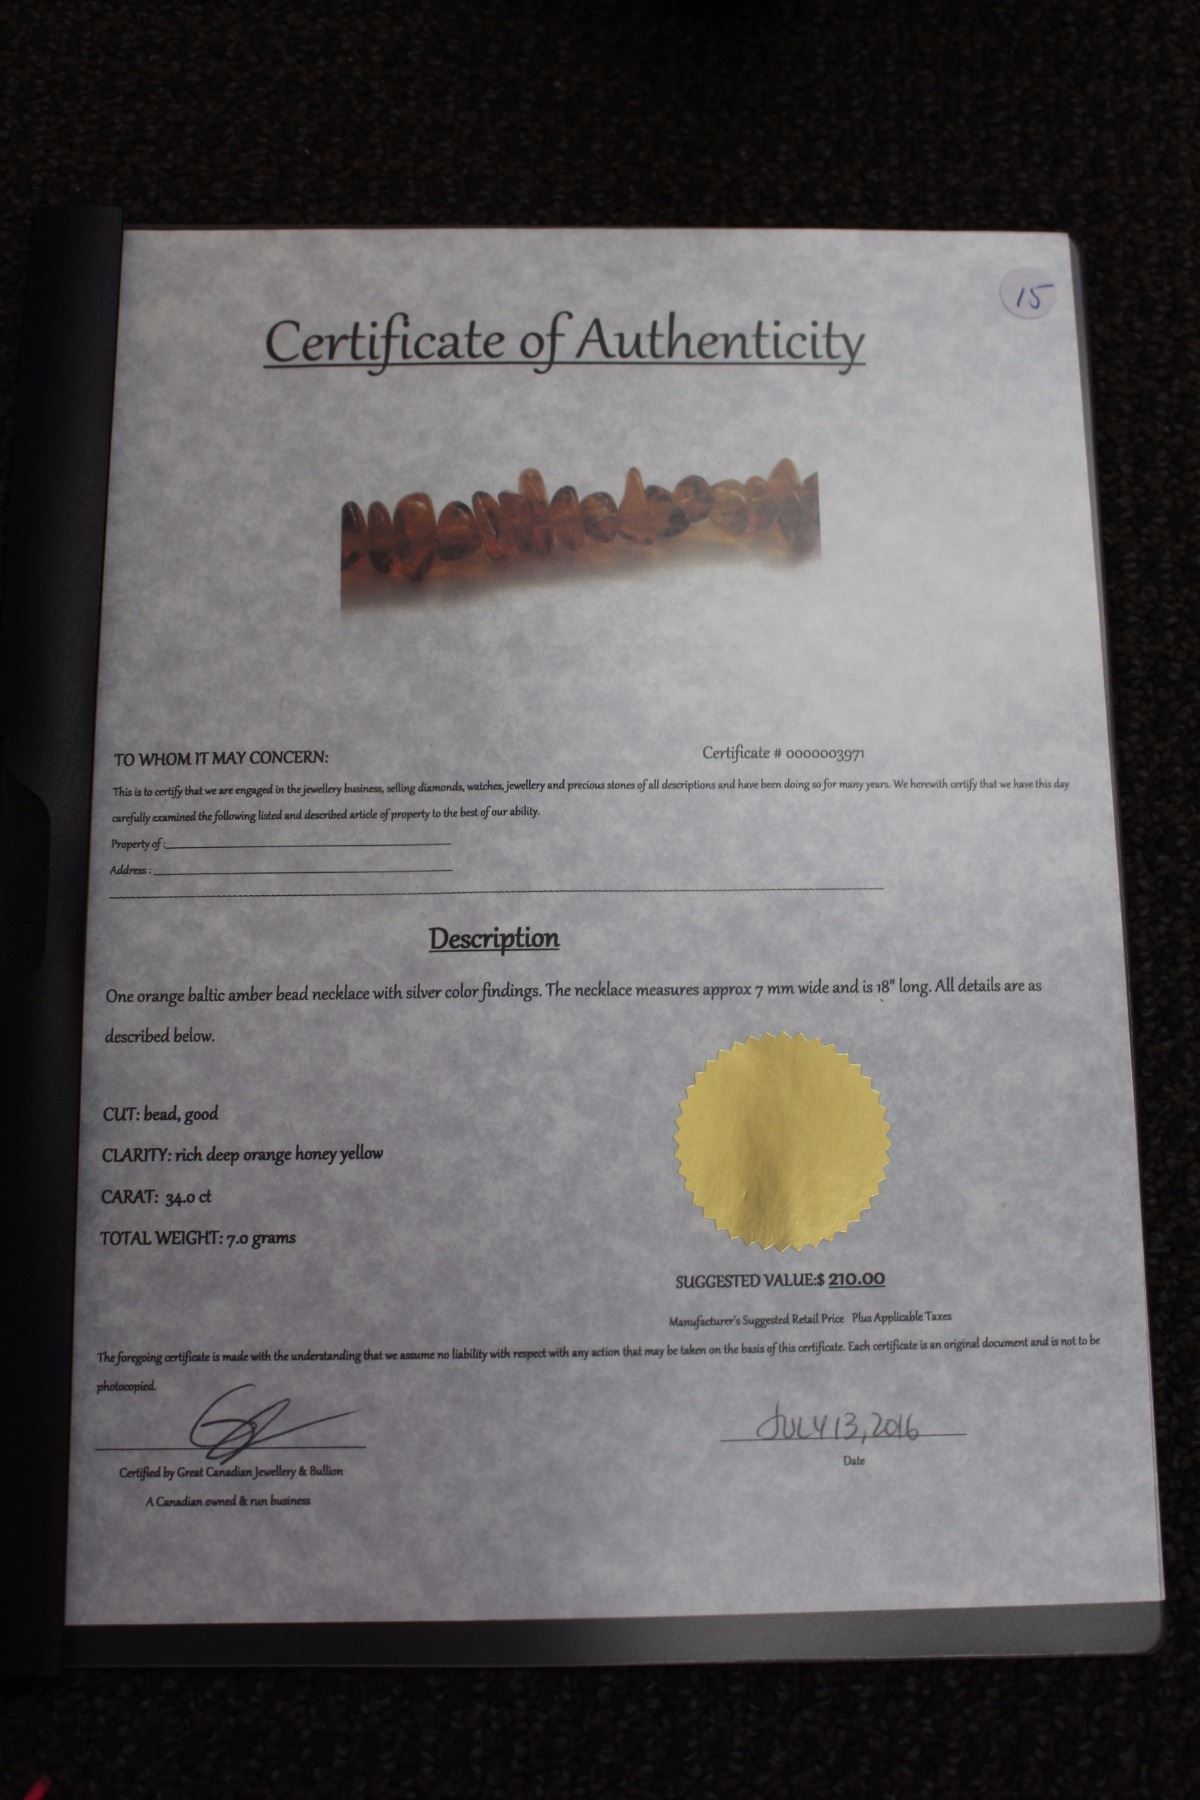 15
Certificate of Authenticity
TO WHOM IT MAY CONCERN:
Certificate # 0000003971
This is to certify that we are engaged in the jewellery business, selling diamonds, watches, jewellery and precious stones of all descriptions and have been doing so for many years. We herewith certify that we have this day
carefully examined the following listed and described article of property to the best of our ability.
Property of :
Address :
Description
One orange baltic amber bead necklace with silver color findings. The necklace measures approx 7 mm wide and is 18" long. All details are as
described below.
CUT: bead, good
CLARITY: rich deep orange honey yellow
CARAT: 34.0 ct
TOTAL WEIGHT: 7.0 grams
SUGGESTED VALUE:$ 210.00
Manufacturer's Suggested Retail Price Plus Applicable Taxes
The foregoing certificate is made with the understanding that we assume no liability with respect with any action that may be taken on the basis of this certificate. Each certificate is an original document and is not to be
photocopied.
JULY 13, 2016
Certified by Great Canadian Jewellery & Bullion
Date
A Canadian owned & run business